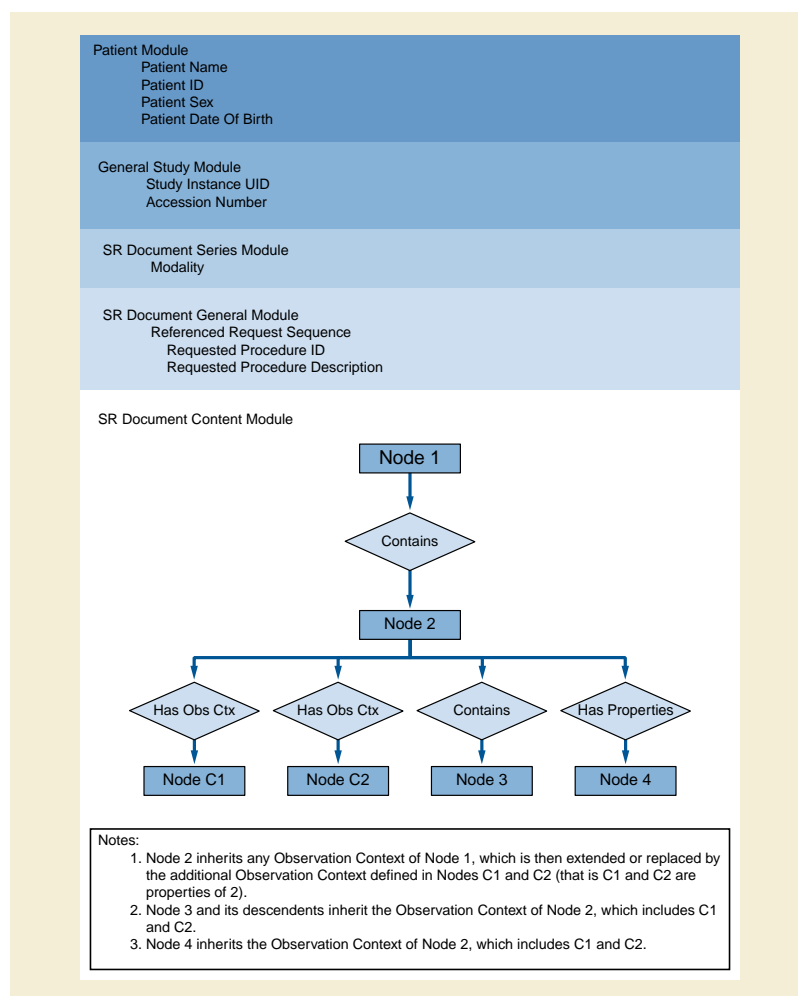 Patient Module
Patient Name
Patient ID
Patient Sex
Patient Date Of Birth
General Study Module
Study Instance UID
Accession Number
SR Document Series Module
Modality
SR Document General Module
Referenced Request Sequence
Requested Procedure ID
Requested Procedure Description
SR Document Content Module
Node 1
Contains
Node 2
Has Obs Ctx
Has Obs Ctx
Contains
Has Properties
Node C1
Node C2
Node 3
Node 4
Notes:
1. Node 2 inherits any Observation Context of Node 1, which is then extended or replaced by
the additional Observation Context defined in Nodes C1 and C2 (that is C1 and C2 are
properties of 2).
2. Node 3 and its descendents inherit the Observation Context of Node 2, which includes C1
and C2.
3. Node 4 inherits the Observation Context of Node 2, which includes C1 and C2.